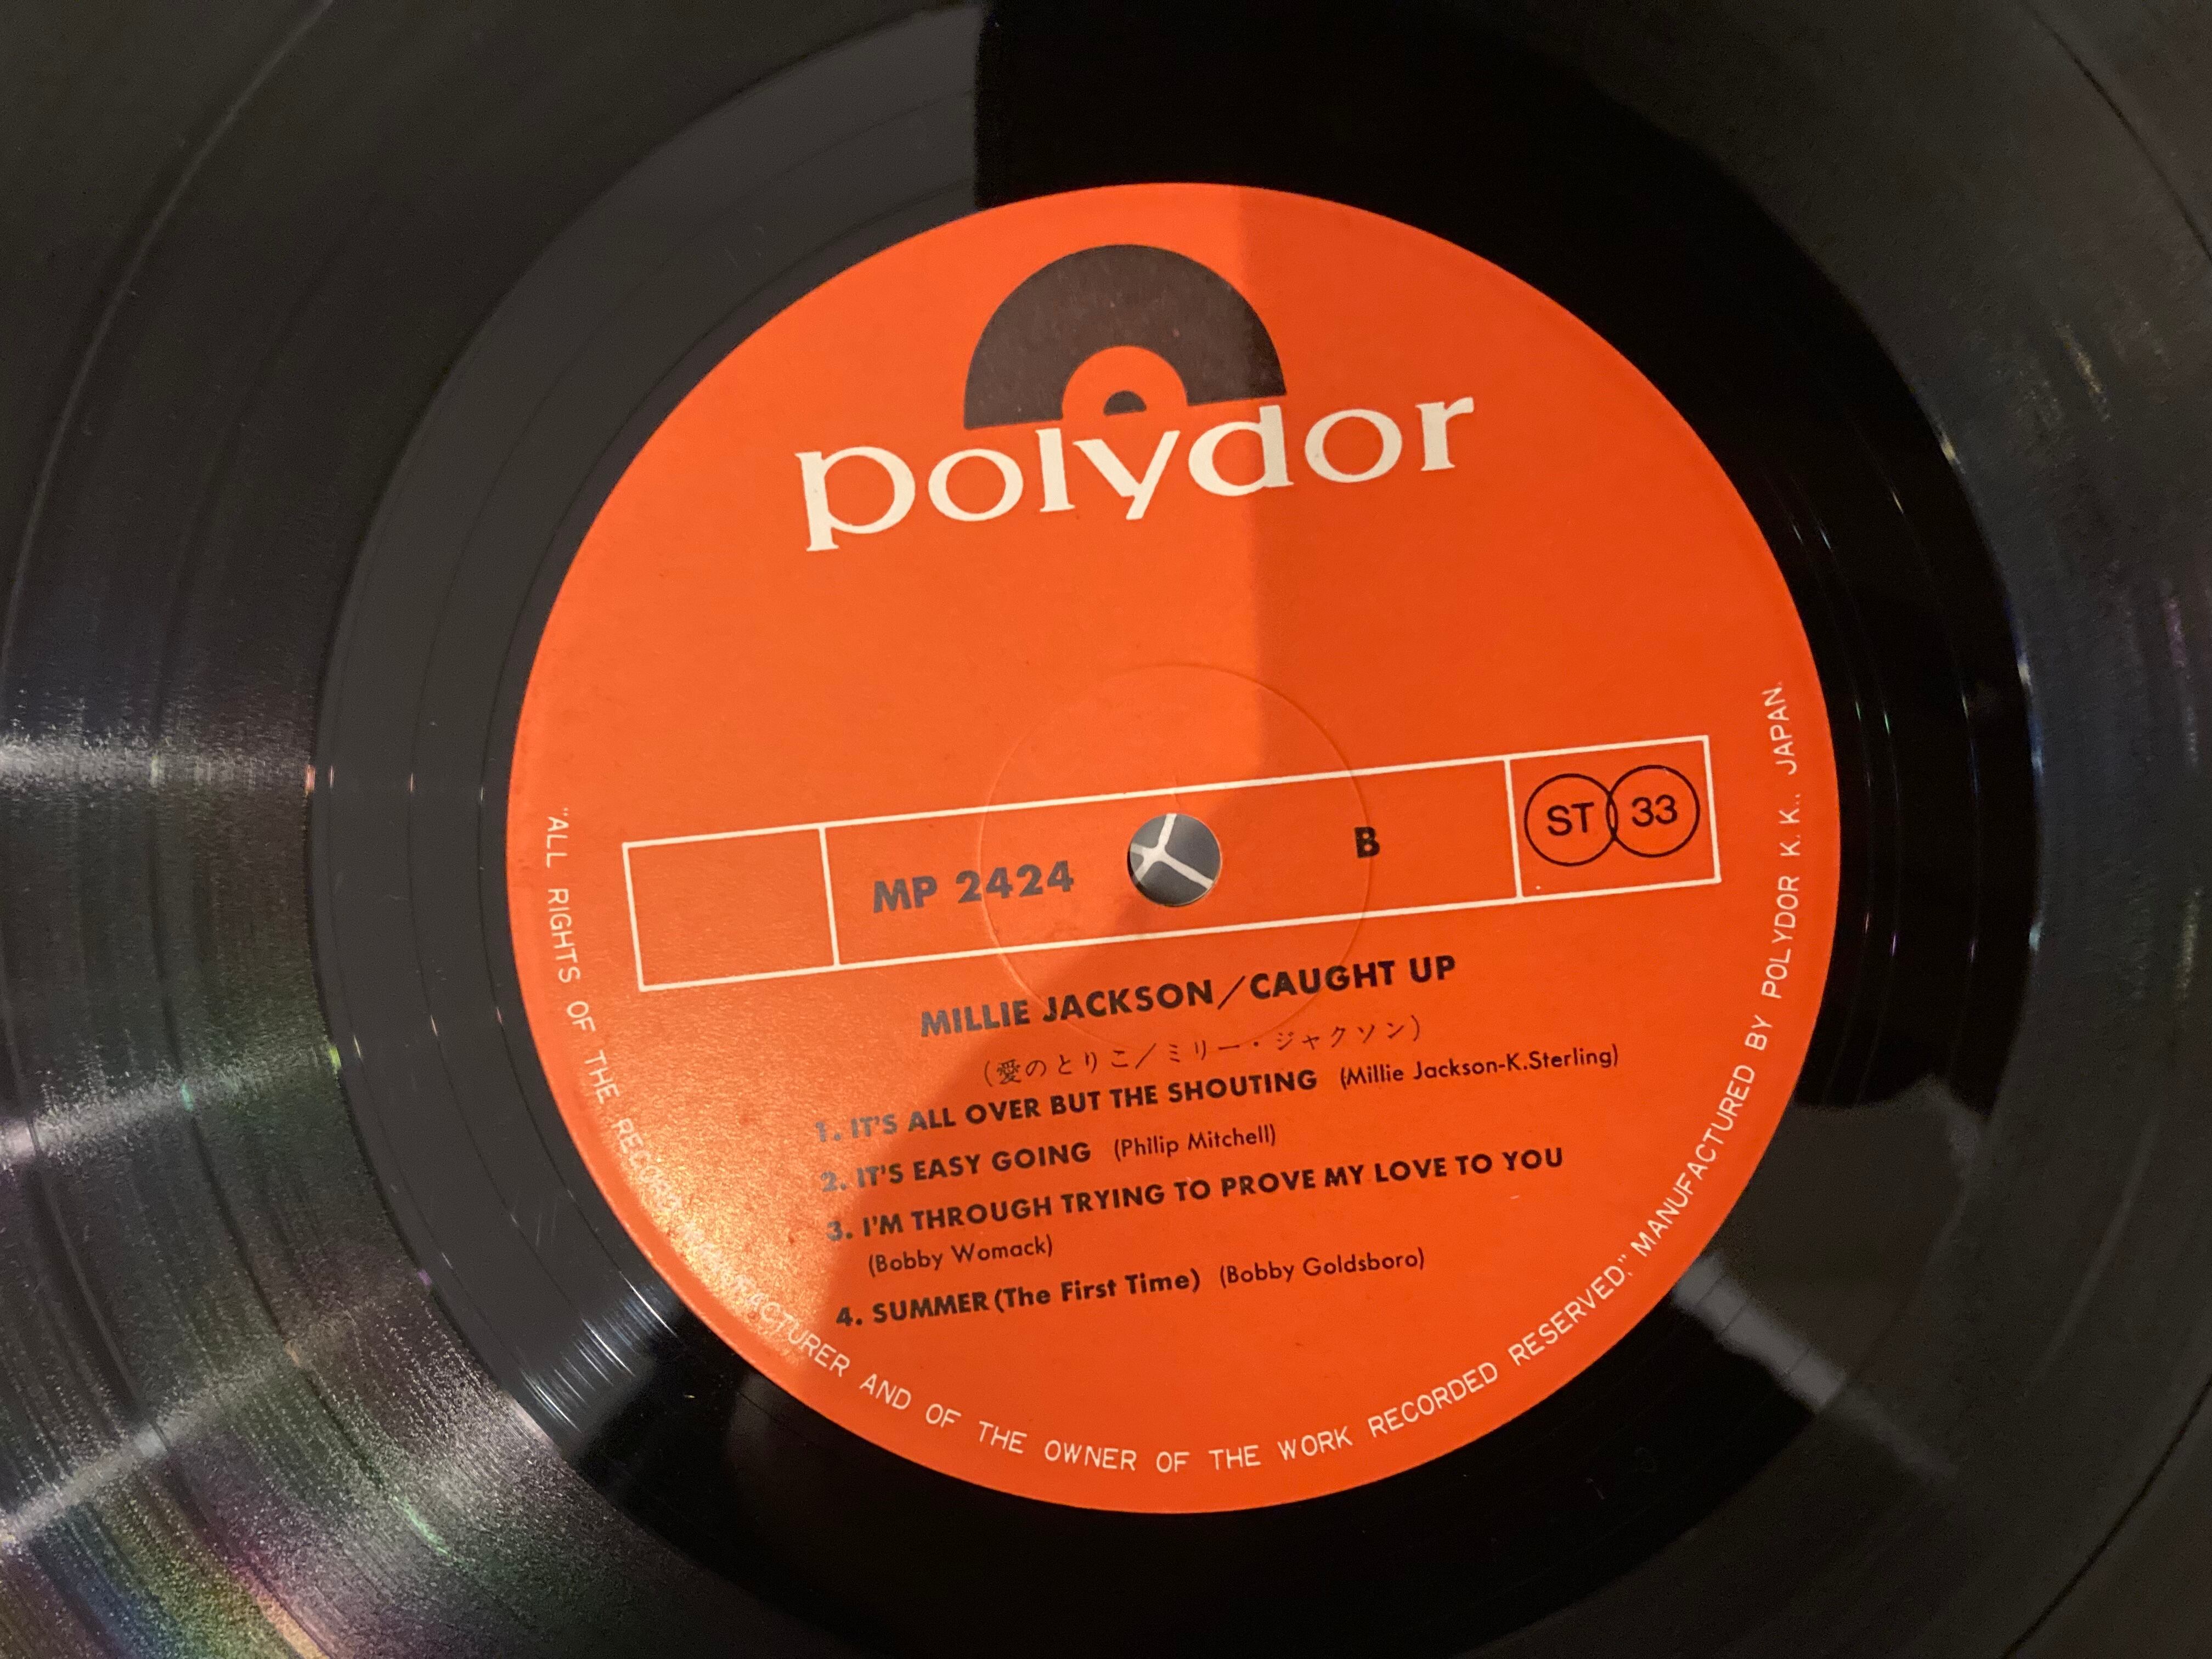 polydor
MP 2424
B
ST 33
MILLIE JACKSON/CAUGHT UP
(愛のとりこ/ミリー・ジャクソン)
1. IT'S ALL OVER BUT THE SHOUTING (Millie Jackson-K.Sterling)
2. IT'S EASY GOING (Philip Mitchell)
3. I'M THROUGH TRYING TO PROVE MY LOVE TO YOU
(Bobby Womack)
4. SUMMER (The First Time) (Bobby Goldsboro)
"ALL RIGHTS OF THE RECORD MANUFACTURER AND OF THE OWNER OF THE WORK RECORDED RESERVED," MANUFACTURED BY POLYDOR K. K., JAPAN.